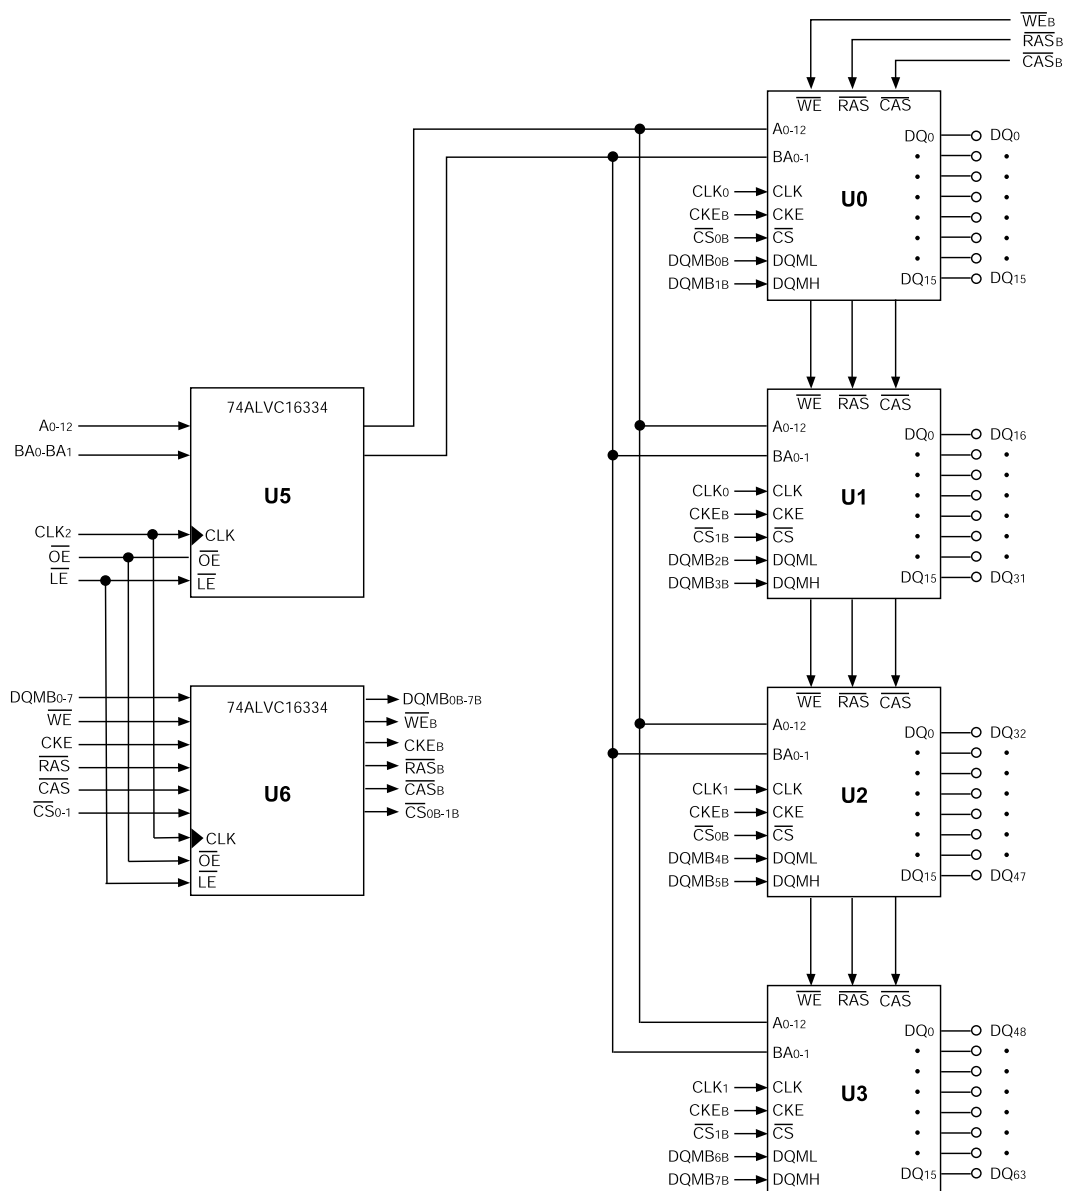 WEB
RASB
CASB
WE RAS CAS
A0-12
BA0-1
U0
CLK0 CLK
CKEB CKE
CS0B CS
DQMB0B DQML
DQMB1B DQMH
DQ0 DQ0
DQ15 DQ15
WE RAS CAS
A0-12
BA0-1
U1
CLK0 CLK
CKEB CKE
CS1B CS
DQMB2B DQML
DQMB3B DQMH
DQ0 DQ16
DQ15 DQ31
74ALVC16334
U5
A0-12
BA0-BA1
CLK2 CLK
OE OE
LE LE
74ALVC16334
U6
DQMB0-7 DQMB0B-7B
WE WEB
CKE CKEB
RAS RASB
CAS CASB
CS0-1 CS0B-1B
CLK
OE
LE
WE RAS CAS
A0-12
BA0-1
U2
CLK1 CLK
CKEB CKE
CS0B CS
DQMB4B DQML
DQMB5B DQMH
DQ0 DQ32
DQ15 DQ47
WE RAS CAS
A0-12
BA0-1
U3
CLK1 CLK
CKEB CKE
CS1B CS
DQMB6B DQML
DQMB7B DQMH
DQ0 DQ48
DQ15 DQ63